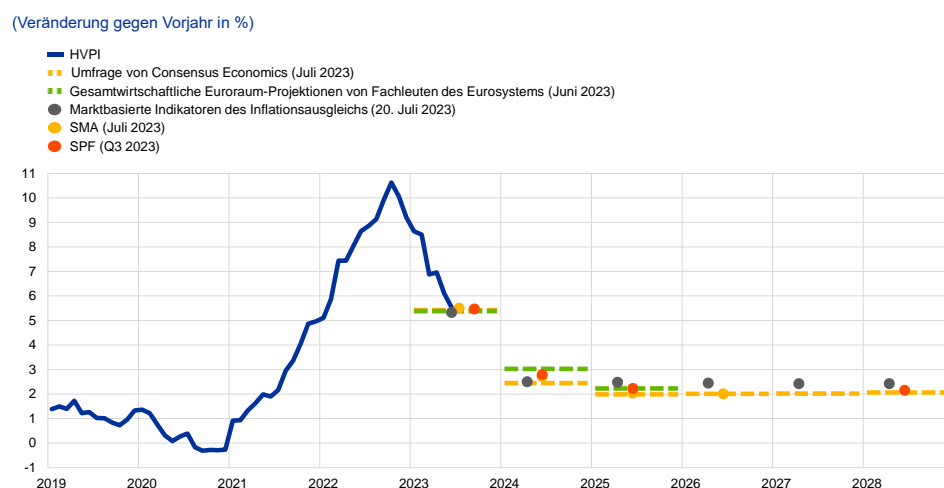 (Veränderung gegen Vorjahr in %)
HVPI
Umfrage von Consensus Economics (Juli 2023)
Gesamtwirtschaftliche Euroraum-Projektionen von Fachleuten des Eurosystems (Juni 2023)
Marktbasierte Indikatoren des Inflationsausgleichs (20. Juli 2023)
SMA (Juli 2023)
SPF (Q3 2023)
11
10
9
8
7
6
5
4
3
2
1
0
-1
2019 2020 2021 2022 2023 2024 2025 2026 2027 2028